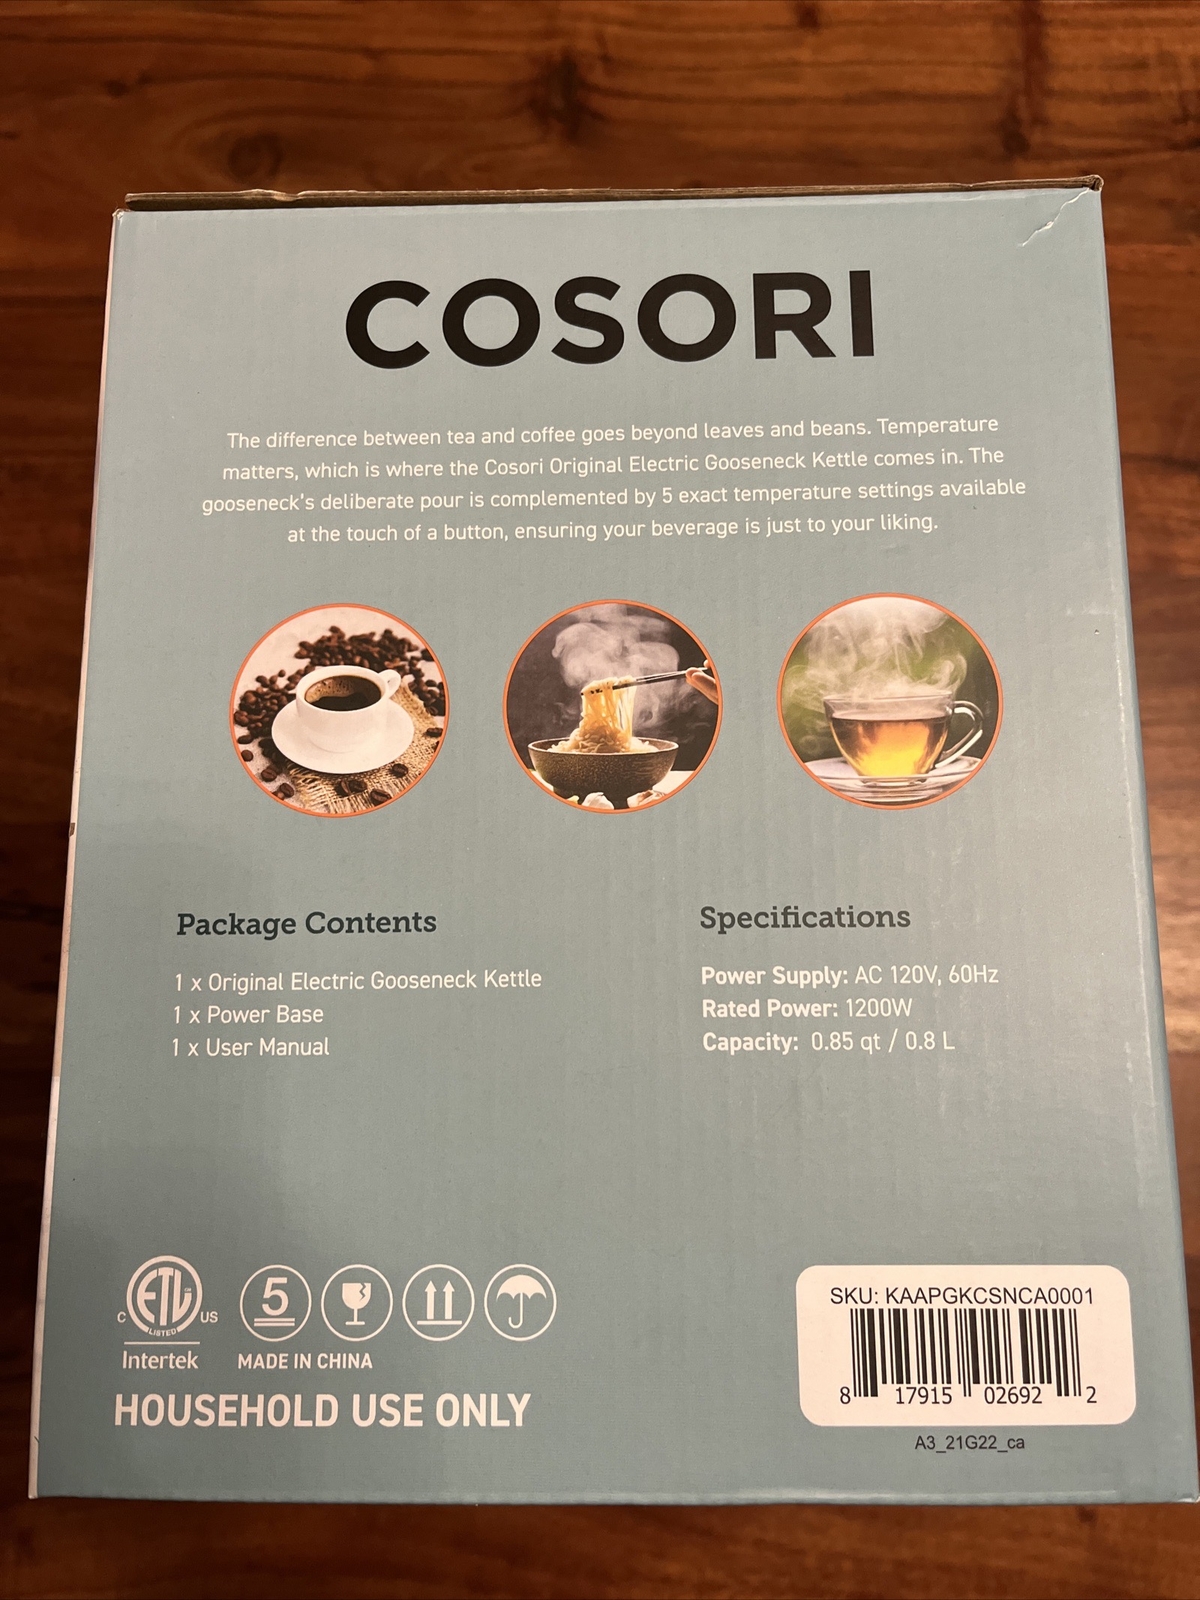 COSORI
The difference between tea and coffee goes beyond leaves and beans. Temperature
matters, which is where the Cosori Original Electric Gooseneck Kettle comes in. The
gooseneck's deliberate pour is complemented by 5 exact temperature settings available
at the touch of a button, ensuring your beverage is just to your liking.
Package Contents
1 x Original Electric Gooseneck Kettle
1 x Power Base
1 x User Manual
Specifications
Power Supply: AC 120V, 60Hz
Rated Power: 1200W
Capacity: 0.85 qt / 0.8 L
C ETL US
LISTED
Intertek
5
MADE IN CHINA
HOUSEHOLD USE ONLY
SKU: KAAPGKCSNCA0001
8 17915 02692 2
A3_21G22_ca